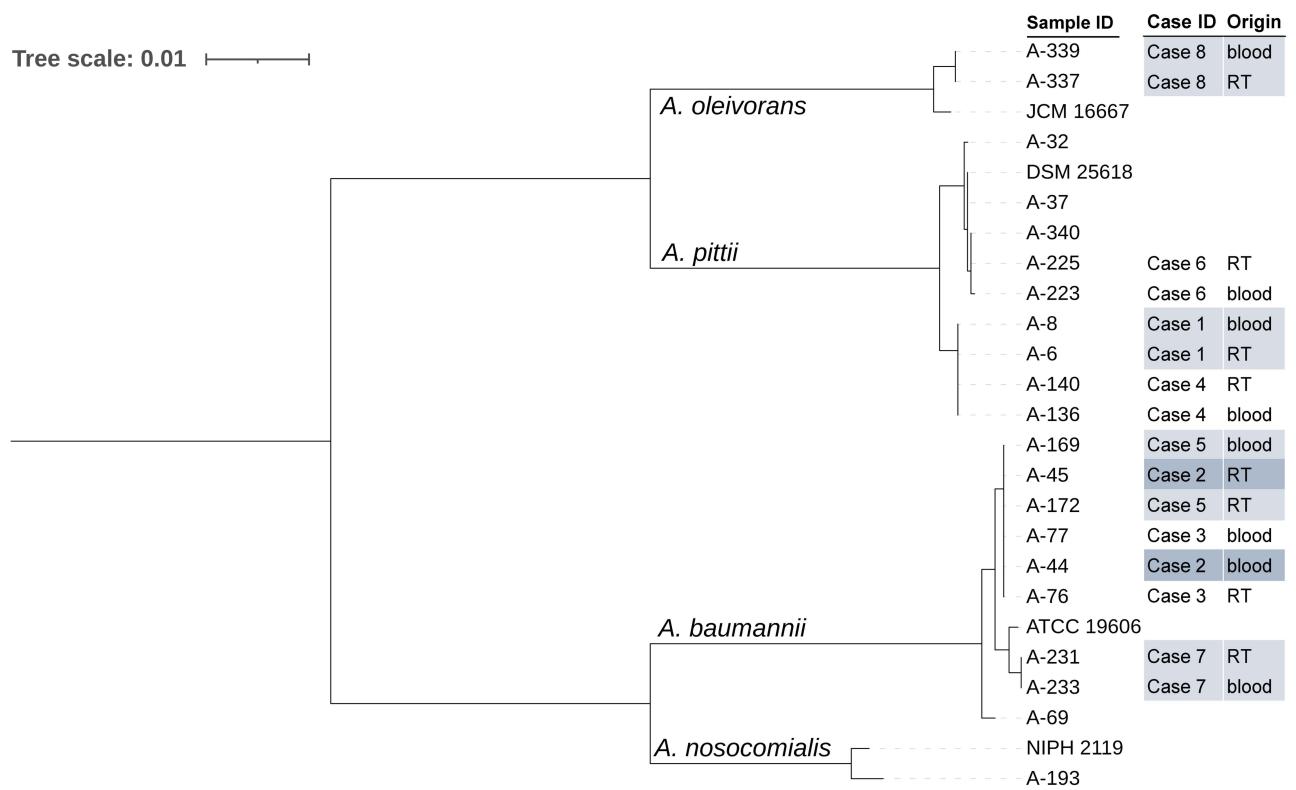 Sample ID Case ID Origin
Tree scale: 0.01
A-339 Case 8 blood
A-337 Case 8 RT
A. oleivorans
JCM 16667
A-32
DSM 25618
A-37
A-340
A. pittii
A-225 Case 6 RT
A-223 Case 6 blood
A-8 Case 1 blood
A-6 Case 1 RT
A-140 Case 4 RT
A-136 Case 4 blood
A-169 Case 5 blood
A-45 Case 2 RT
A-172 Case 5 RT
A-77 Case 3 blood
A-44 Case 2 blood
A-76 Case 3 RT
A. baumannii
ATCC 19606
A-231 Case 7 RT
A-233 Case 7 blood
A-69
A. nosocomialis
NIPH 2119
A-193